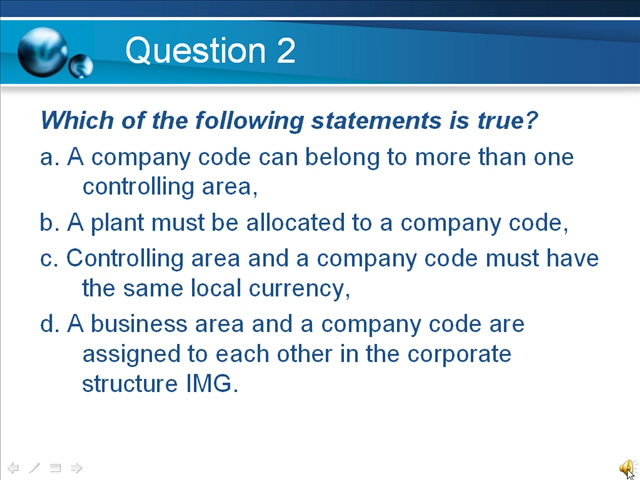 Question 2
Which of the following statements is true?
a. A company code can belong to more than one
controlling area,
b. A plant must be allocated to a company code,
c. Controlling area and a company code must have
the same local currency,
d. A business area and a company code are
assigned to each other in the corporate
structure IMG.